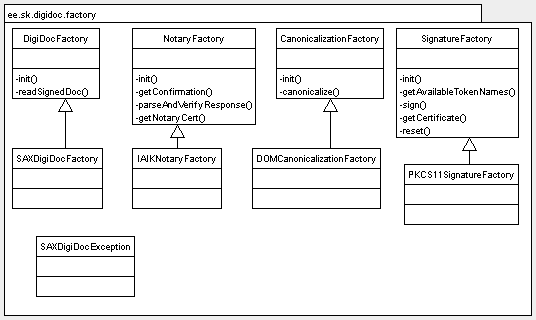 ee.sk.digidoc.factory
DigiDocFactory
-init()
-readSignedDoc()
NotaryFactory
-init()
-getConfirmation()
-parseAndVerifyResponse()
-getNotaryCert()
CanonicalizationFactory
-init()
-canonicalize()
SignatureFactory
-init()
-getAvailableTokenNames()
-sign()
-getCertificate()
-reset()
SAXDigiDocFactory
IAIKNotaryFactory
DOMCanonicalizationFactory
PKCS11SignatureFactory
SAXDigiDocException